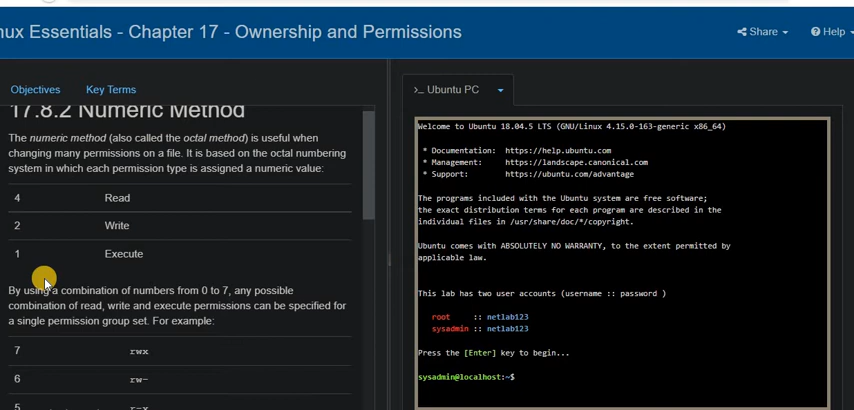 nux Essentials - Chapter 17 - Ownership and Permissions
Share
Help
Objectives
Key Terms
17.8.2 Numeric Method
The numeric method (also called the octal method) is useful when
changing many permissions on a file. It is based on the octal numbering
system in which each permission type is assigned a numeric value:
4 Read
2 Write
1 Execute
By using a combination of numbers from 0 to 7, any possible
combination of read, write and execute permissions can be specified for
a single permission group set. For example:
7 rwx
6 rw-
5 r-x
>_ Ubuntu PC
Welcome to Ubuntu 18.04.5 LTS (GNU/Linux 4.15.0-163-generic x86_64)
* Documentation: https://help.ubuntu.com
* Management: https://landscape.canonical.com
* Support: https://ubuntu.com/advantage
The programs included with the Ubuntu system are free software;
the exact distribution terms for each program are described in the
individual files in /usr/share/doc/*/copyright.
Ubuntu comes with ABSOLUTELY NO WARRANTY, to the extent permitted by
applicable law.
This lab has two user accounts (username :: password )
root :: netlab123
sysadmin :: netlab123
Press the [Enter] key to begin...
sysadmin@localhost:~$